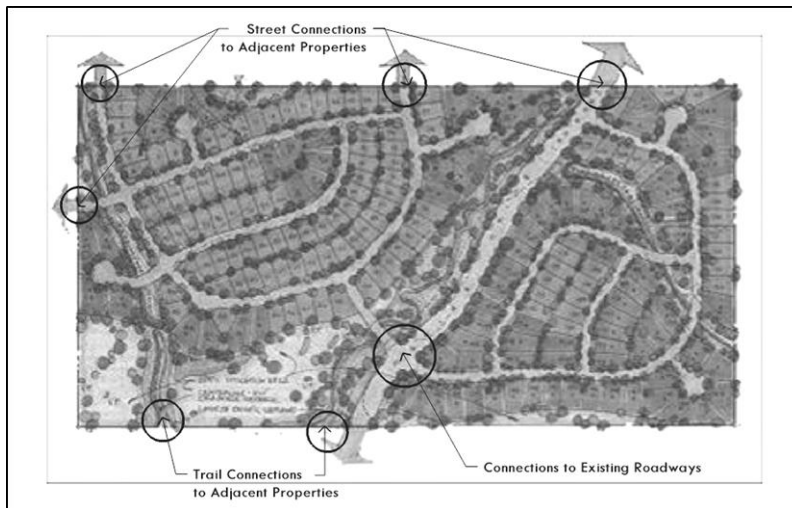 Street Connections
to Adjacent Properties
Trail Connections
to Adjacent Properties
Connections to Existing Roadways